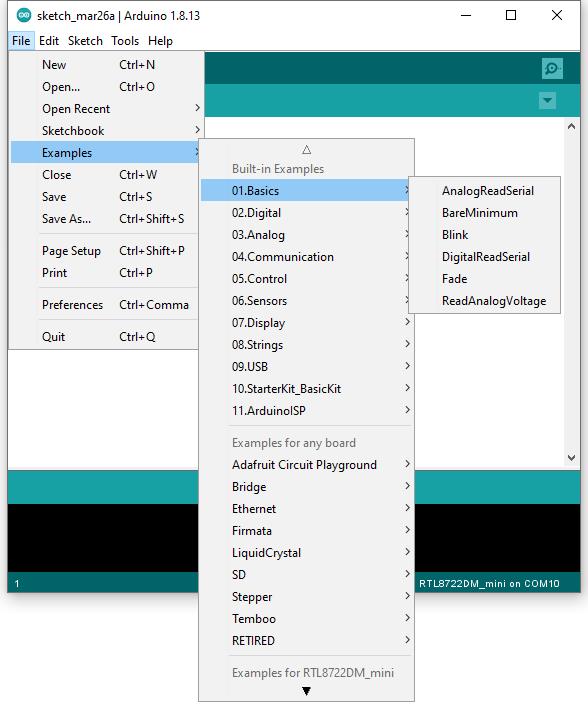 sketch_mar26a | Arduino 1.8.13
File Edit Sketch Tools Help
New Ctrl+N
Open... Ctrl+O
Open Recent
Sketchbook
Examples
Close Ctrl+W
Save Ctrl+S
Save As... Ctrl+Shift+S
Page Setup Ctrl+Shift+P
Print Ctrl+P
Preferences Ctrl+Comma
Quit Ctrl+Q
Built-in Examples
01.Basics
02.Digital
03.Analog
04.Communication
05.Control
06.Sensors
07.Display
08.Strings
09.USB
10.StarterKit_BasicKit
11.ArduinoISP
Examples for any board
Adafruit Circuit Playground
Bridge
Ethernet
Firmata
LiquidCrystal
SD
Stepper
Temboo
RETIRED
Examples for RTL8722DM_mini
AnalogReadSerial
BareMinimum
Blink
DigitalReadSerial
Fade
ReadAnalogVoltage
1
RTL8722DM_mini on COM10